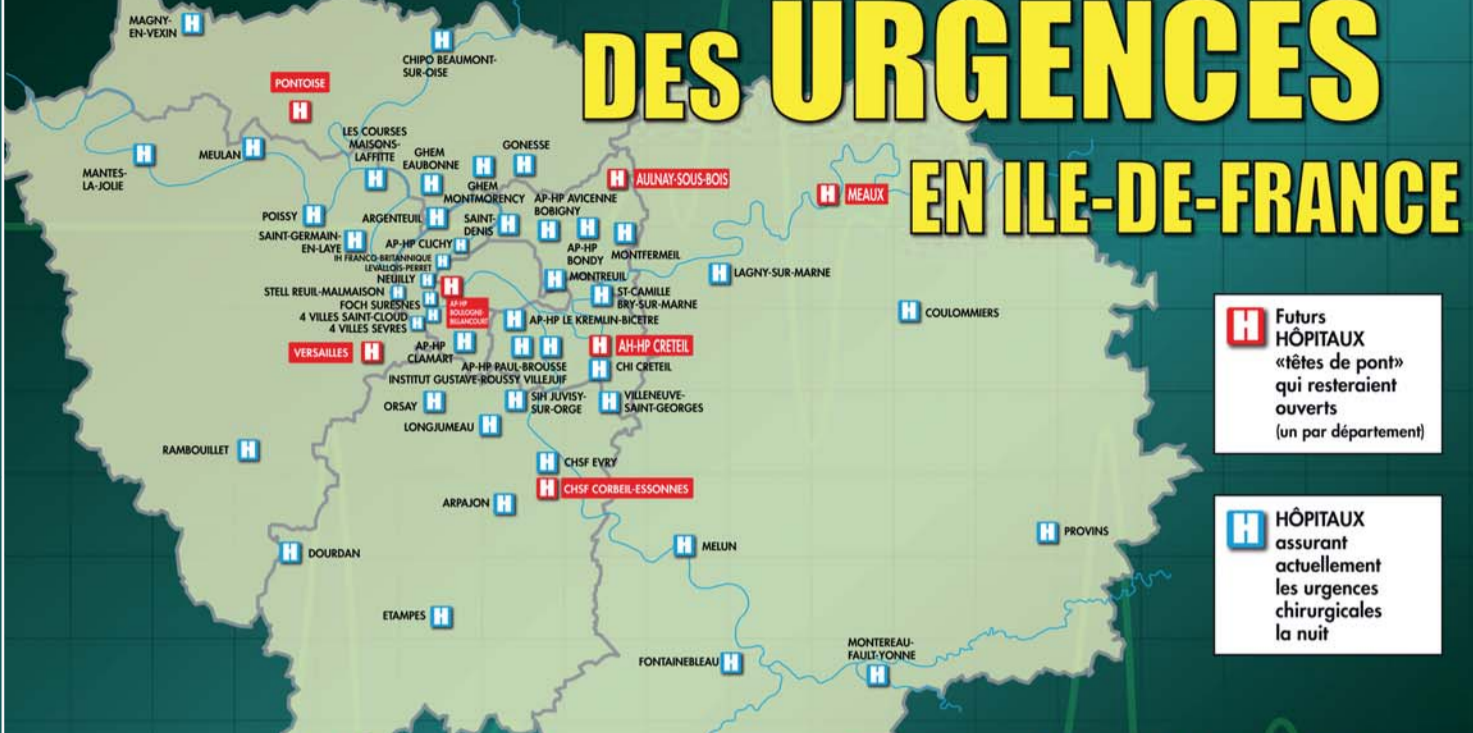 DES URGENCES
EN ILE-DE-FRANCE
MAGNY-
EN-VEXIN
CHIPO BEAUMONT-
SUR-OISE
PONTOISE
LES COURSES
MAISONS-
LAFFITTE
MEULAN
MANTES-
LA-JOLIE
GHEM
EAUBONNE
GONESSE
GHEM
MONTMORENCY
AULNAY-SOUS-BOIS
MEAUX
AP-HP AVICENNE
BOBIGNY
POISSY
ARGENTEUIL
SAINT-
DENIS
SAINT-GERMAIN-
EN-LAYE
AP-HP CLICHY
AP-HP
BONDY
MONTFERMEIL
IH FRANCO-BRITANNIQUE
LEVALLOIS-PERRET
NEUILLY
MONTREUIL
LAGNY-SUR-MARNE
STELL REUIL-MALMAISON
FOCH SURESNES
AP-HP
BOULOGNE-
BILLANCOURT
ST-CAMILLE
BRY-SUR-MARNE
4 VILLES SAINT-CLOUD
4 VILLES SEVRES
AP-HP LE KREMLIN-BICETRE
COULOMMIERS
VERSAILLES
AP-HP
CLAMART
AH-HP CRETEIL
AP-HP PAUL-BROUSSE
CHI CRETEIL
INSTITUT GUSTAVE-ROUSSY VILLEJUIF
ORSAY
SIH JUVISY-
SUR-ORGE
VILLENEUVE-
SAINT-GEORGES
LONGJUMEAU
RAMBOUILLET
CHSF EVRY
CHSF CORBEIL-ESSONNES
ARPAJON
DOURDAN
MELUN
PROVINS
ETAMPES
FONTAINEBLEAU
MONTEREAU-
FAULT-YONNE
H Futurs
HÔPITAUX
«têtes de pont»
qui resteraient
ouverts
(un par département)
H HÔPITAUX
assurant
actuellement
les urgences
chirurgicales
la nuit